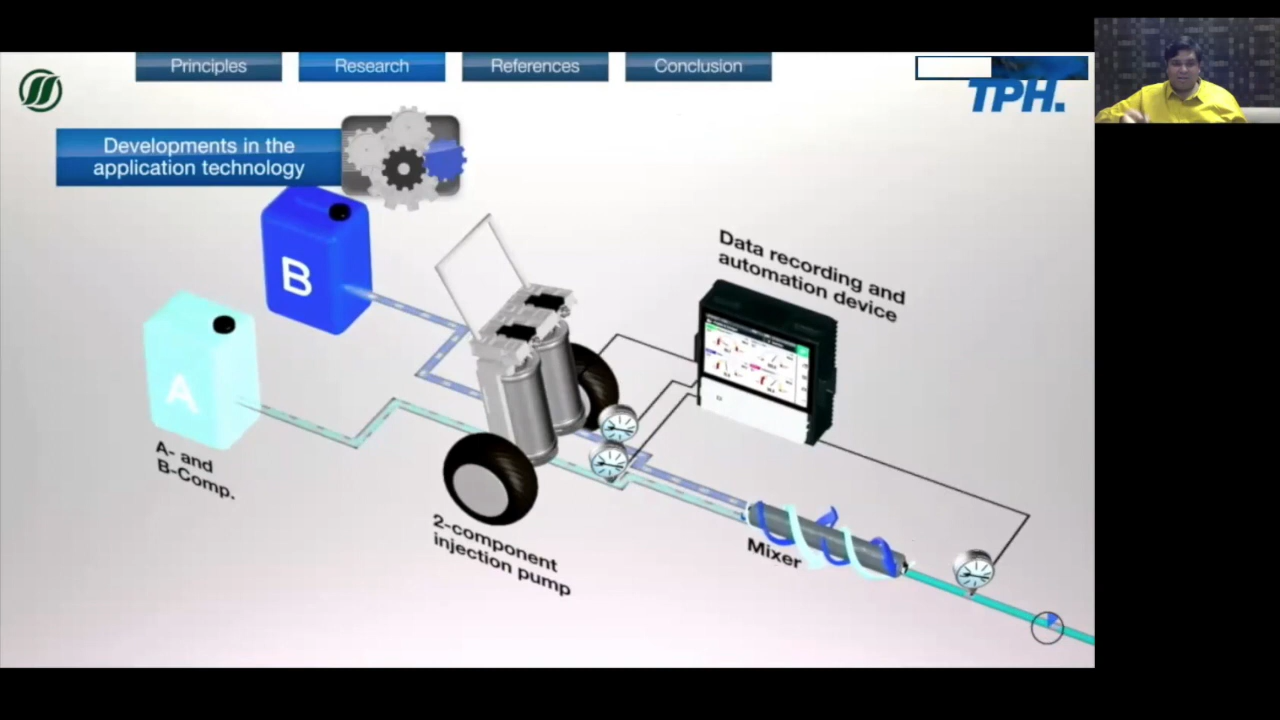 Principles
Research
References
Conclusion
TPH.
Developments in the
application technology
B
A
A- and
B-Comp.
2-component
injection pump
Data recording and
automation device
Mixer